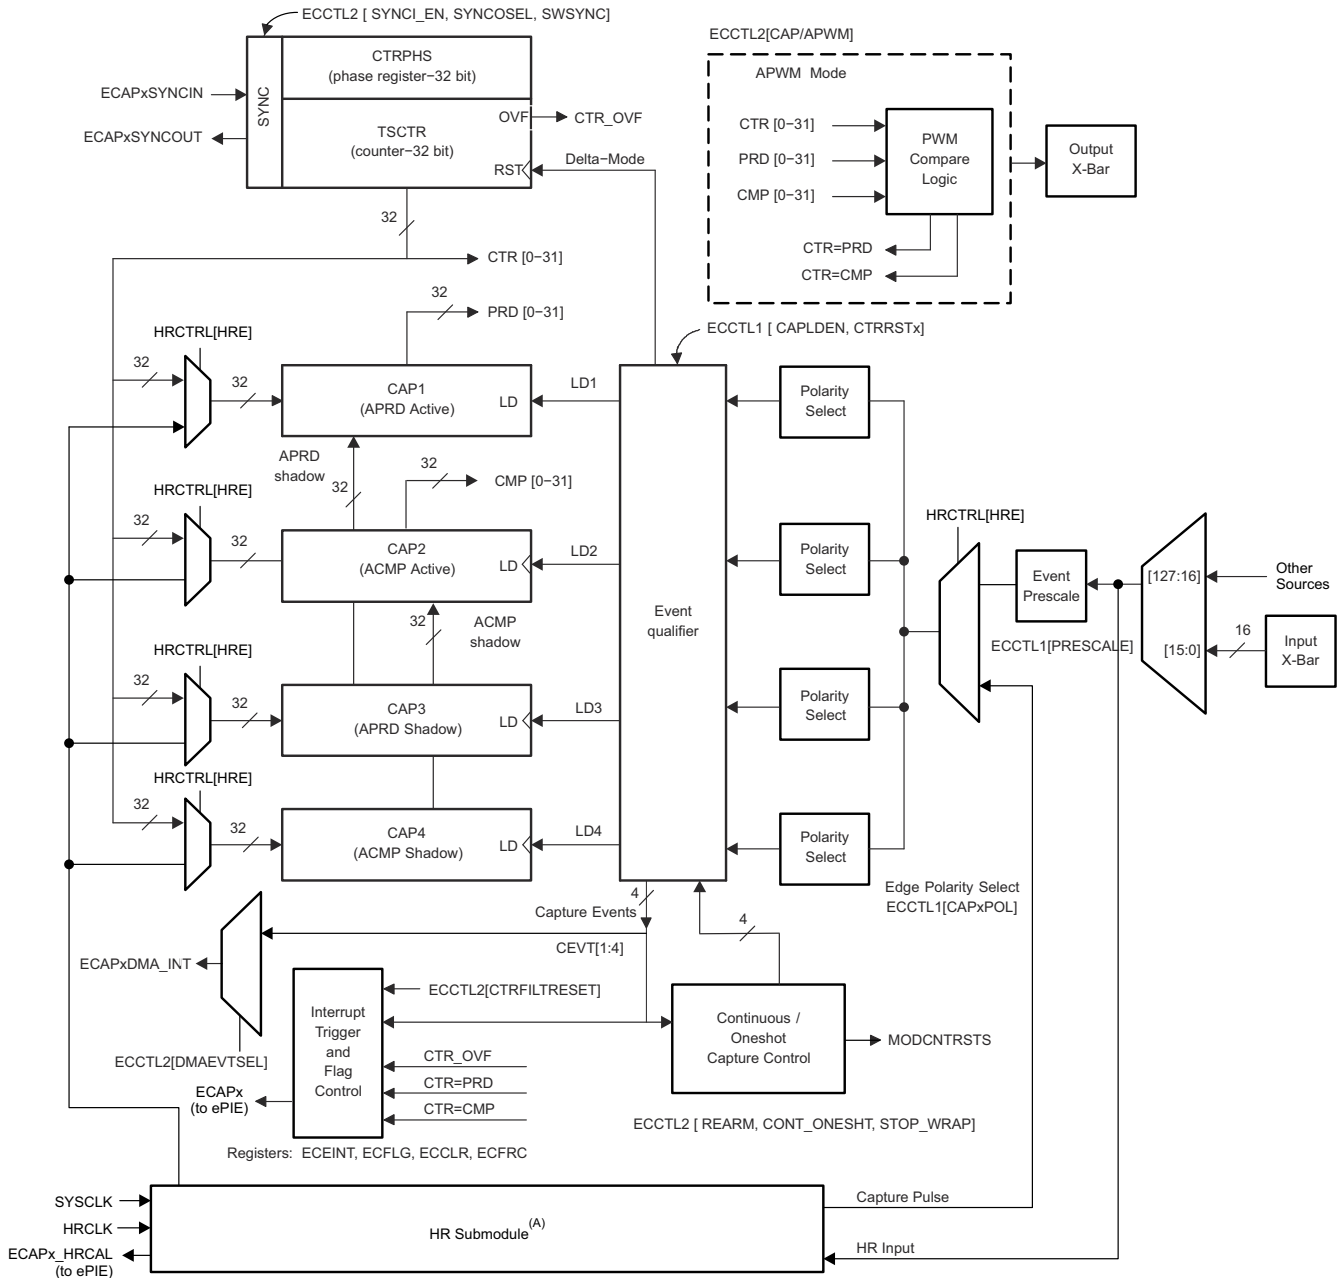 ECCTL2 [ SYNCI_EN, SYNCOSEL, SWSYNC]
CTRPHS
(phase register−32 bit)
SYNC
ECAPxSYNCIN
ECAPxSYNCOUT
TSCTR
(counter−32 bit)
OVF
CTR_OVF
RST
Delta−Mode
ECCTL2[CAP/APWM]
APWM Mode
CTR [0−31]
PRD [0−31]
CMP [0−31]
PWM
Compare
Logic
Output
X-Bar
CTR=PRD
CTR=CMP
32
CTR [0−31]
32
PRD [0−31]
ECCTL1 [ CAPLDEN, CTRRSTx]
HRCTRL[HRE]
32
32
CAP1
(APRD Active)
LD
LD1
Polarity
Select
APRD
shadow
32
32
CMP [0−31]
HRCTRL[HRE]
32
32
CAP2
(ACMP Active)
LD
LD2
Polarity
Select
32
ACMP
shadow
Event
qualifier
HRCTRL[HRE]
Event
Prescale
ECCTL1[PRESCALE]
[127:16]
Other
Sources
[15:0]
16
Input
X-Bar
HRCTRL[HRE]
32
32
CAP3
(APRD Shadow)
LD
LD3
Polarity
Select
HRCTRL[HRE]
32
32
CAP4
(ACMP Shadow)
LD
LD4
Polarity
Select
Edge Polarity Select
ECCTL1[CAPxPOL]
4
Capture Events
CEVT[1:4]
4
ECAPxDMA_INT
ECCTL2[DMAEVTSEL]
ECCTL2[CTRFILTRESET]
Interrupt
Trigger
and
Flag
Control
CTR_OVF
CTR=PRD
CTR=CMP
ECAPx
(to ePIE)
Continuous /
Oneshot
Capture Control
MODCNTRSTS
ECCTL2 [ REARM, CONT_ONESHT, STOP_WRAP]
Registers: ECEINT, ECFLG, ECCLR, ECFRC
SYSCLK
HRCLK
ECAPx_HRCAL
(to ePIE)
HR Submodule(A)
Capture Pulse
HR Input